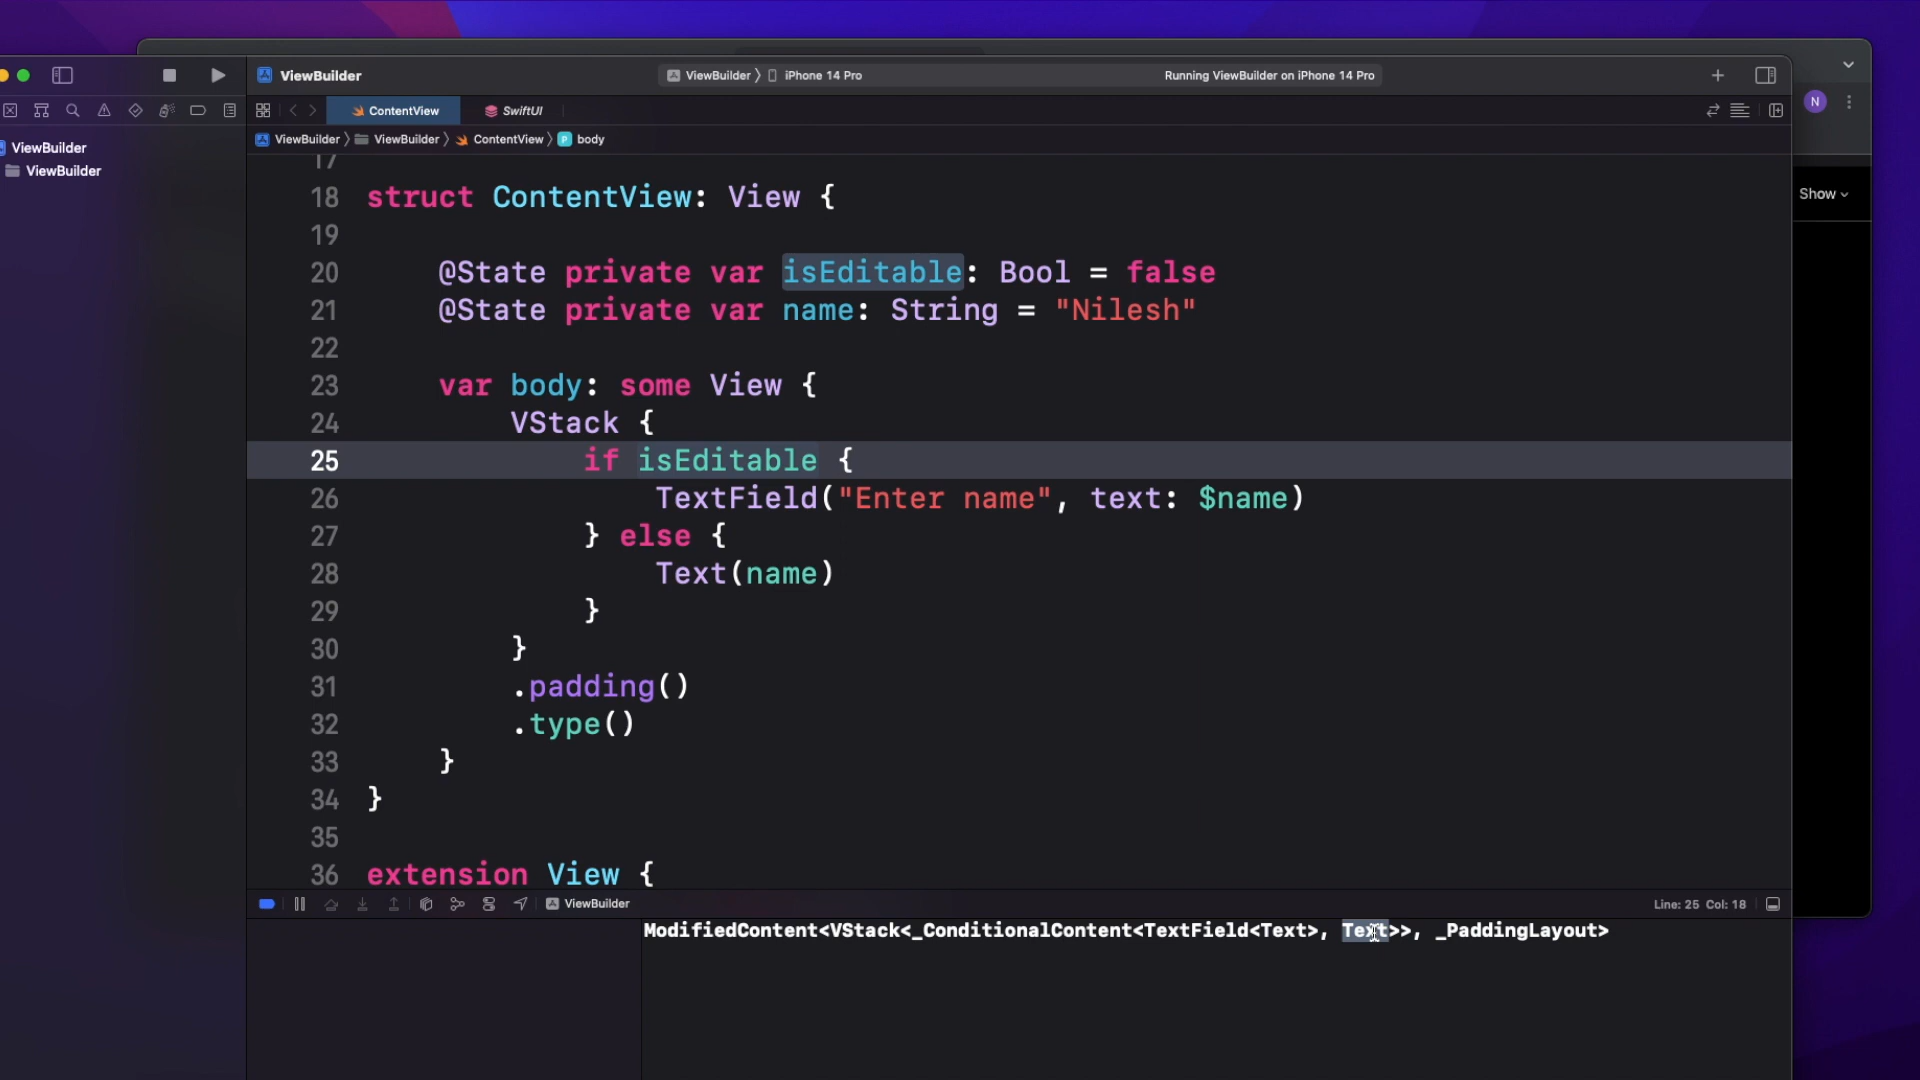 ViewBuilder
ViewBuilder
iPhone 14 Pro
Running ViewBuilder on iPhone 14 Pro
N
ContentView
SwiftUI
ViewBuilder
ViewBuilder
ContentView
P
body
ViewBuilder
ViewBuilder
Show
17
18 struct ContentView: View {
19
20 @State private var isEditable: Bool = false
21 @State private var name: String = "Nilesh"
22
23 var body: some View {
24 VStack {
25 if isEditable {
26 TextField("Enter name", text: $name)
27 } else {
28 Text(name)
29 }
30 }
31 .padding()
32 .type()
33 }
34 }
35
36 extension View {
ViewBuilder
Line: 25 Col: 18
ModifiedContent<VStack<_ConditionalContent<TextField<Text>, Text>>, _PaddingLayout>